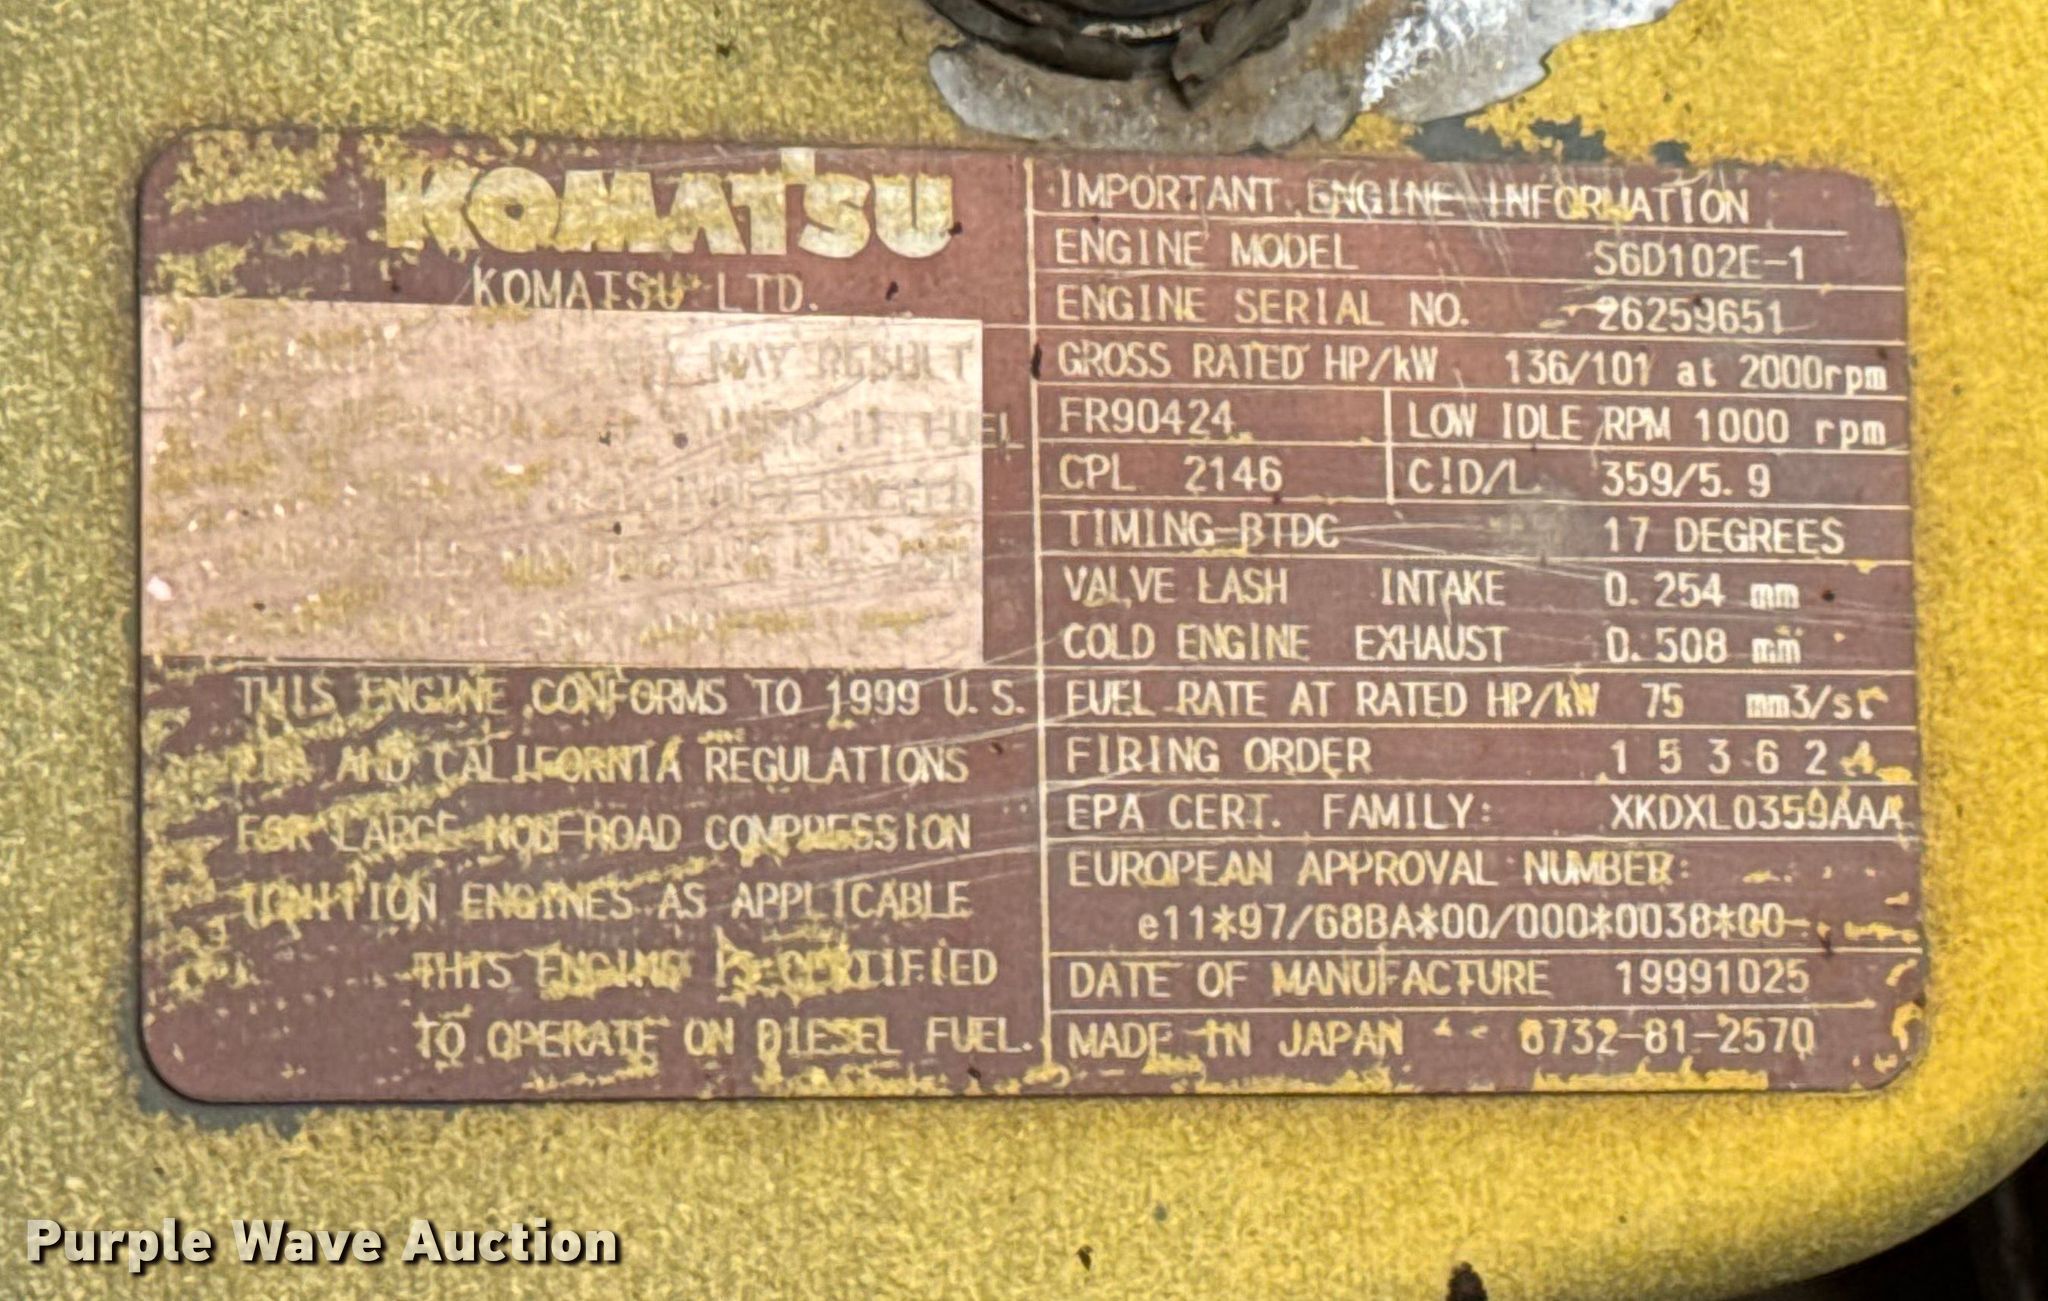 KOMATSU
KOMATSU LTD.
MAY RESULT
FUEL
THIS ENGINE CONFORMS TO 1999 U.S.
EPA AND CALIFORNIA REGULATIONS
FOR LARGE NON-ROAD COMPRESSION
IGNITION ENGINES AS APPLICABLE
THIS ENGINE IS CERTIFIED
TO OPERATE ON DIESEL FUEL.
IMPORTANT ENGINE INFORMATION
ENGINE MODEL S6D102E-1
ENGINE SERIAL NO. 26259651
GROSS RATED HP/kW 136/101 at 2000rpm
FR90424 LOW IDLE RPM 1000 rpm
CPL 2146 C!D/L 359/5.9
TIMING-BTDC 17 DEGREES
VALVE LASH INTAKE 0.254 mm
COLD ENGINE EXHAUST 0.508 mm
FUEL RATE AT RATED HP/kW 75 mm3/st
FIRING ORDER 1 5 3 6 2 4
EPA CERT. FAMILY: XKDXL0359AAA
EUROPEAN APPROVAL NUMBER:
e11*97/68BA*00/000*0038*00
DATE OF MANUFACTURE 19991025
MADE IN JAPAN 6732-81-2570
Purple Wave Auction